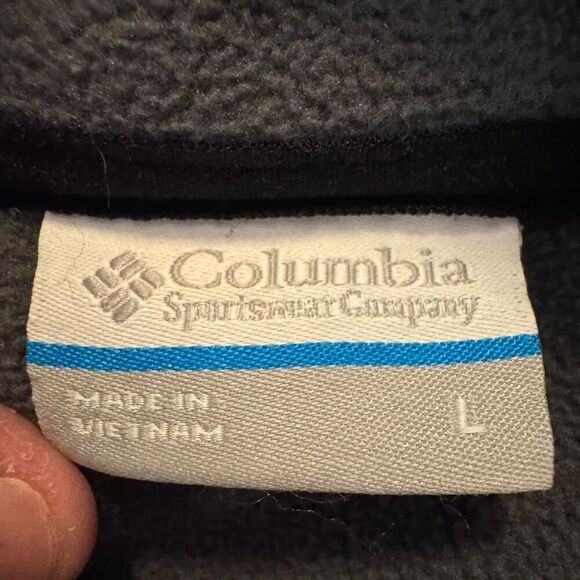 Columbia
Sportswear Company
MADE IN
VIETNAM
L